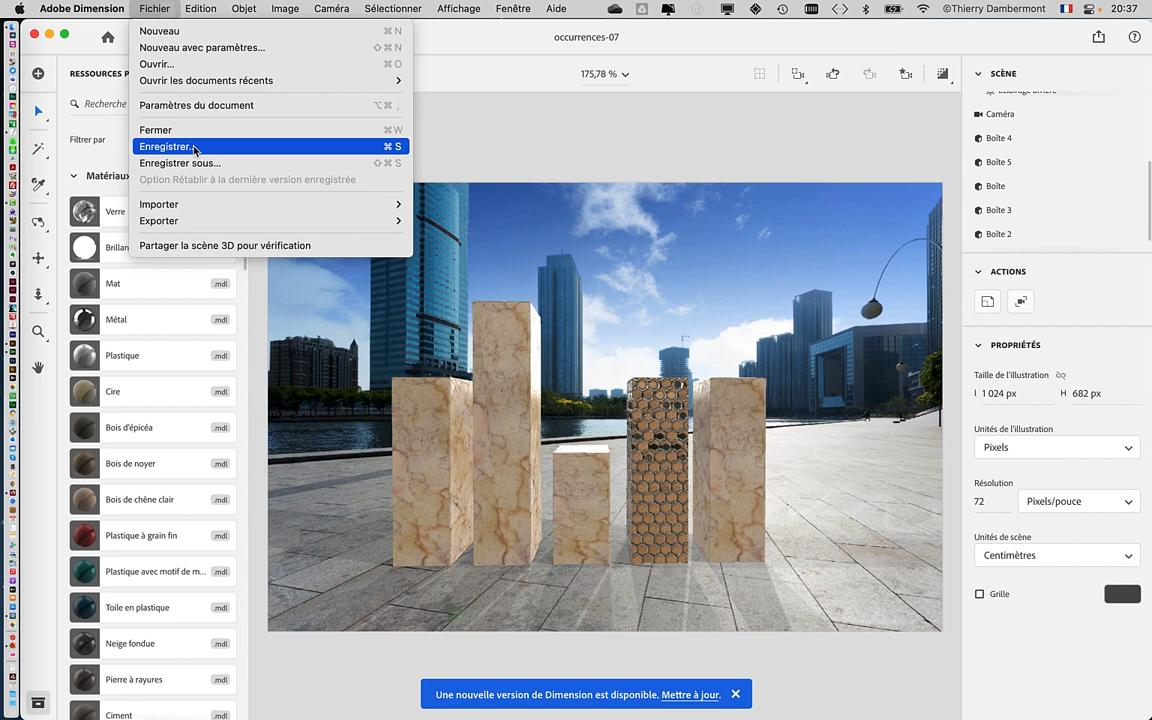 Adobe Dimension Fichier Edition Objet Image Caméra Sélectionner Affichage Fenêtre Aide ©Thierry Dambermont 20:37
occurrences-07
RESSOURCES P
175,78 %
Recherche
Filtrer par
Matériaux
Verre
Brillan
Mat .mdl
Métal .mdl
Plastique .mdl
Cire .mdl
Bois d'épicéa .mdl
Bois de noyer .mdl
Bois de chêne clair .mdl
Plastique à grain fin .mdl
Plastique avec motif de m... .mdl
Toile en plastique .mdl
Neige fondue .mdl
Pierre à rayures .mdl
Ciment .mdl
Nouveau ⌘ N
Nouveau avec paramètres... ⇧ ⌘ N
Ouvrir... ⌘ O
Ouvrir les documents récents
Paramètres du document ⌥ ⌘ ,
Fermer ⌘ W
Enregistrer... ⌘ S
Enregistrer sous... ⇧ ⌘ S
Option Rétablir à la dernière version enregistrée
Importer
Exporter
Partager la scène 3D pour vérification
Une nouvelle version de Dimension est disponible. Mettre à jour.
SCÈNE
Éclairage arrière
Caméra
Boîte 4
Boîte 5
Boîte
Boîte 3
Boîte 2
ACTIONS
PROPRIÉTÉS
Taille de l'illustration
l 1 024 px H 682 px
Unités de l'illustration
Pixels
Résolution
72 Pixels/pouce
Unités de scène
Centimètres
Grille